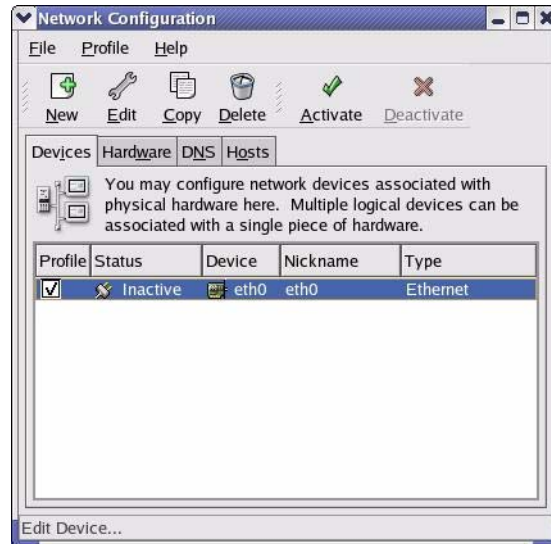 Network Configuration
File Profile Help
New Edit Copy Delete Activate Deactivate
Devices Hardware DNS Hosts
You may configure network devices associated with
physical hardware here. Multiple logical devices can be
associated with a single piece of hardware.
Profile Status Device Nickname Type
Inactive eth0 eth0 Ethernet
Edit Device...